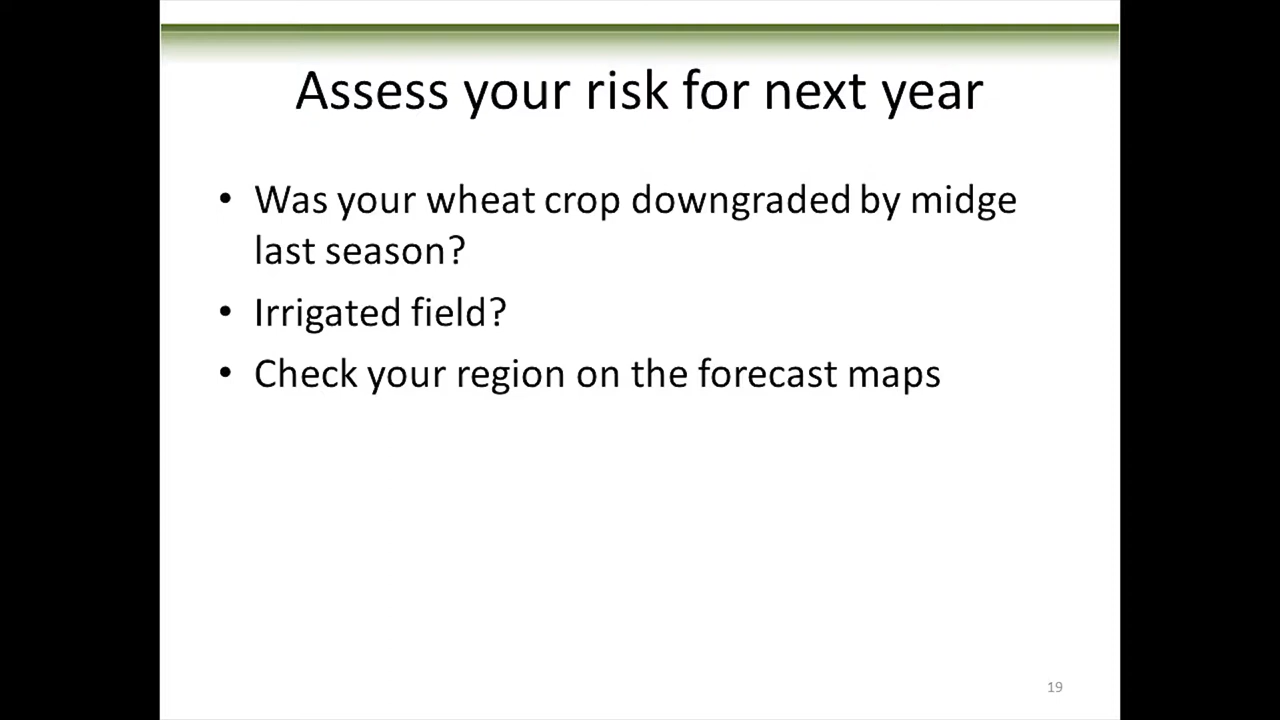 Assess your risk for next year
• Was your wheat crop downgraded by midge
last season?
• Irrigated field?
• Check your region on the forecast maps
19